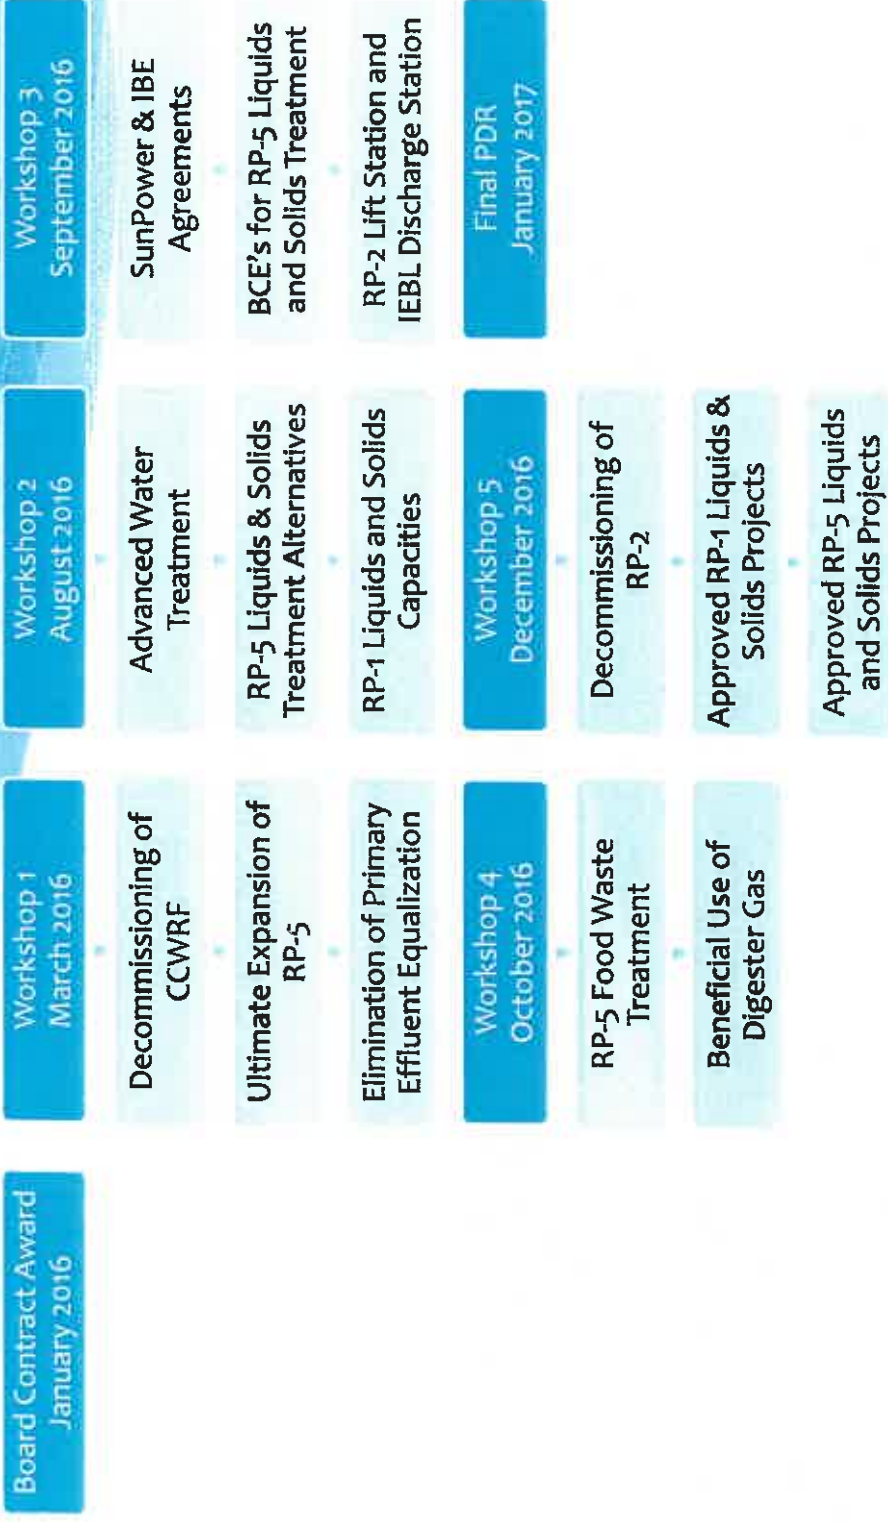 Board Contract Award
January 2016
Workshop 1
March 2016
Decommissioning of
CCWRF
Ultimate Expansion of
RP-5
Elimination of Primary
Effluent Equalization
Workshop 2
August 2016
Advanced Water
Treatment
RP-5 Liquids & Solids
Treatment Alternatives
RP-1 Liquids and Solids
Capacities
Workshop 3
September 2016
SunPower & IBE
Agreements
BCE's for RP-5 Liquids
and Solids Treatment
RP-2 Lift Station and
IEBL Discharge Station
Workshop 4
October 2016
RP-5 Food Waste
Treatment
Beneficial Use of
Digester Gas
Workshop 5
December 2016
Decommissioning of
RP-2
Approved RP-1 Liquids &
Solids Projects
Approved RP-5 Liquids
and Solids Projects
Final PDR
January 2017